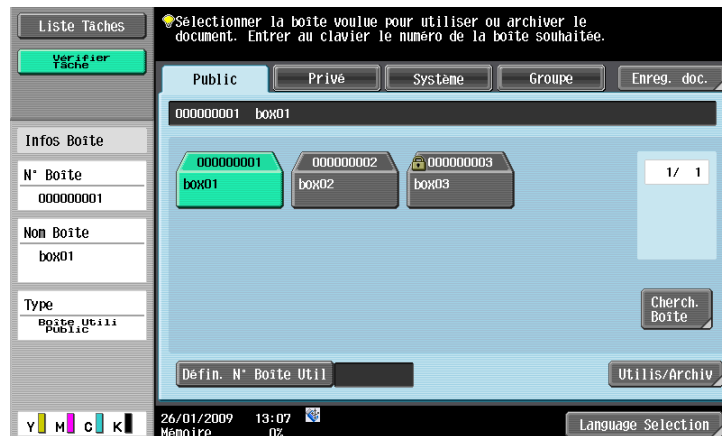 Liste Tâches
Vérifier
Tâche
Sélectionner la boîte voulue pour utiliser ou archiver le
document. Entrer au clavier le numéro de la boîte souhaitée.
Public
Privé
Système
Groupe
Enreg. doc.
000000001 box01
Infos Boîte
N° Boîte
000000001
Nom Boîte
box01
Type
Boîte Utili
Public
000000001
box01
000000002
box02
000000003
box03
1/ 1
Cherch.
Boîte
Défin. N° Boîte Util
Utilis/Archiv
Y M C K
26/01/2009 13:07
Mémoire 0%
Language Selection